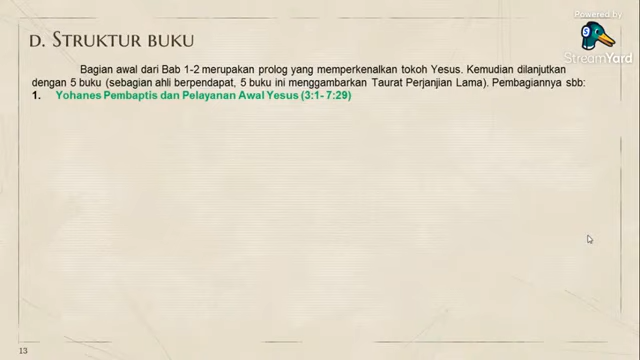 Powered by
StreamYard
D. STRUKTUR BUKU
Bagian awal dari Bab 1-2 merupakan prolog yang memperkenalkan tokoh Yesus. Kemudian dilanjutkan
dengan 5 buku (sebagian ahli berpendapat, 5 buku ini menggambarkan Taurat Perjanjian Lama). Pembagiannya sbb:
1. Yohanes Pembaptis dan Pelayanan Awal Yesus (3:1- 7:29)
13